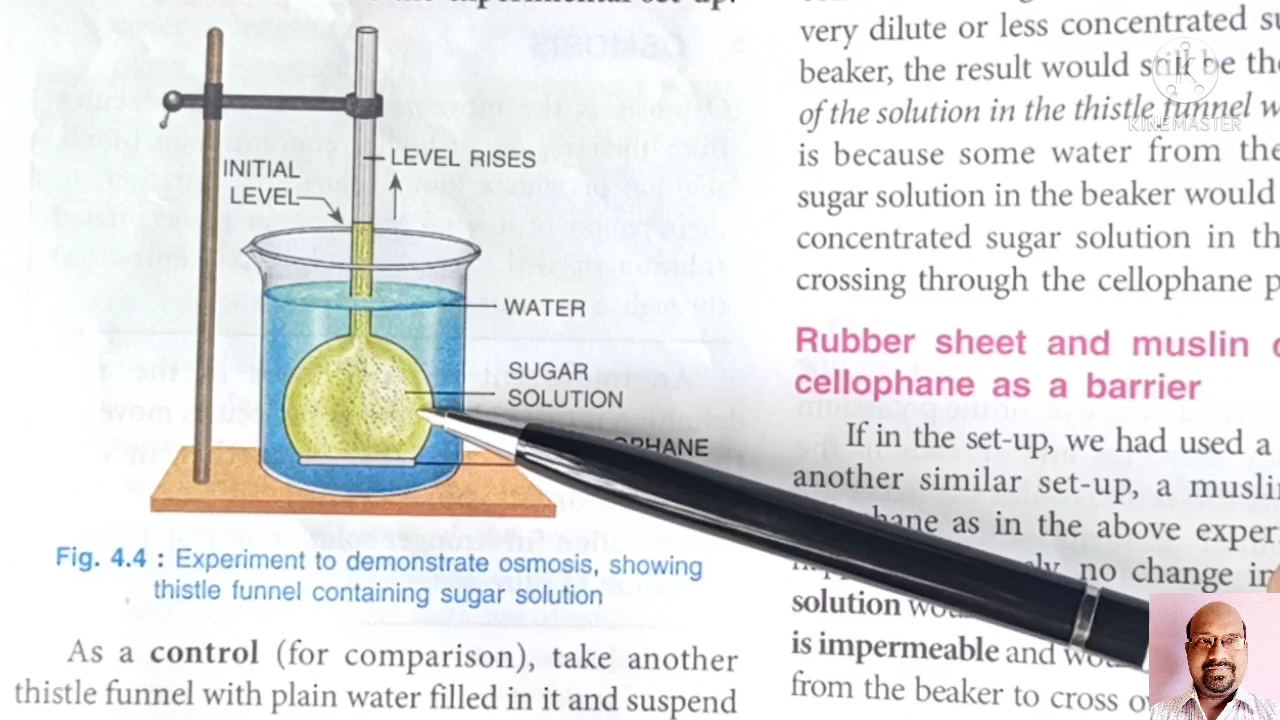 the experimental set-up.
LEVEL RISES
INITIAL
LEVEL
WATER
SUGAR
SOLUTION
Fig. 4.4 : Experiment to demonstrate osmosis, showing
thistle funnel containing sugar solution
As a control (for comparison), take another
thistle funnel with plain water filled in it and suspend
very dilute or less concentrated
beaker, the result would still be
of the solution in the thistle funnel
is because some water from the
sugar solution in the beaker would
concentrated sugar solution in
crossing through the cellophane
Rubber sheet and muslin
cellophane as a barrier
If in the set-up, we had used a
another similar set-up, a
as in the above
no change in
solution
is impermeable and
from the beaker to cross
KINEMASTER